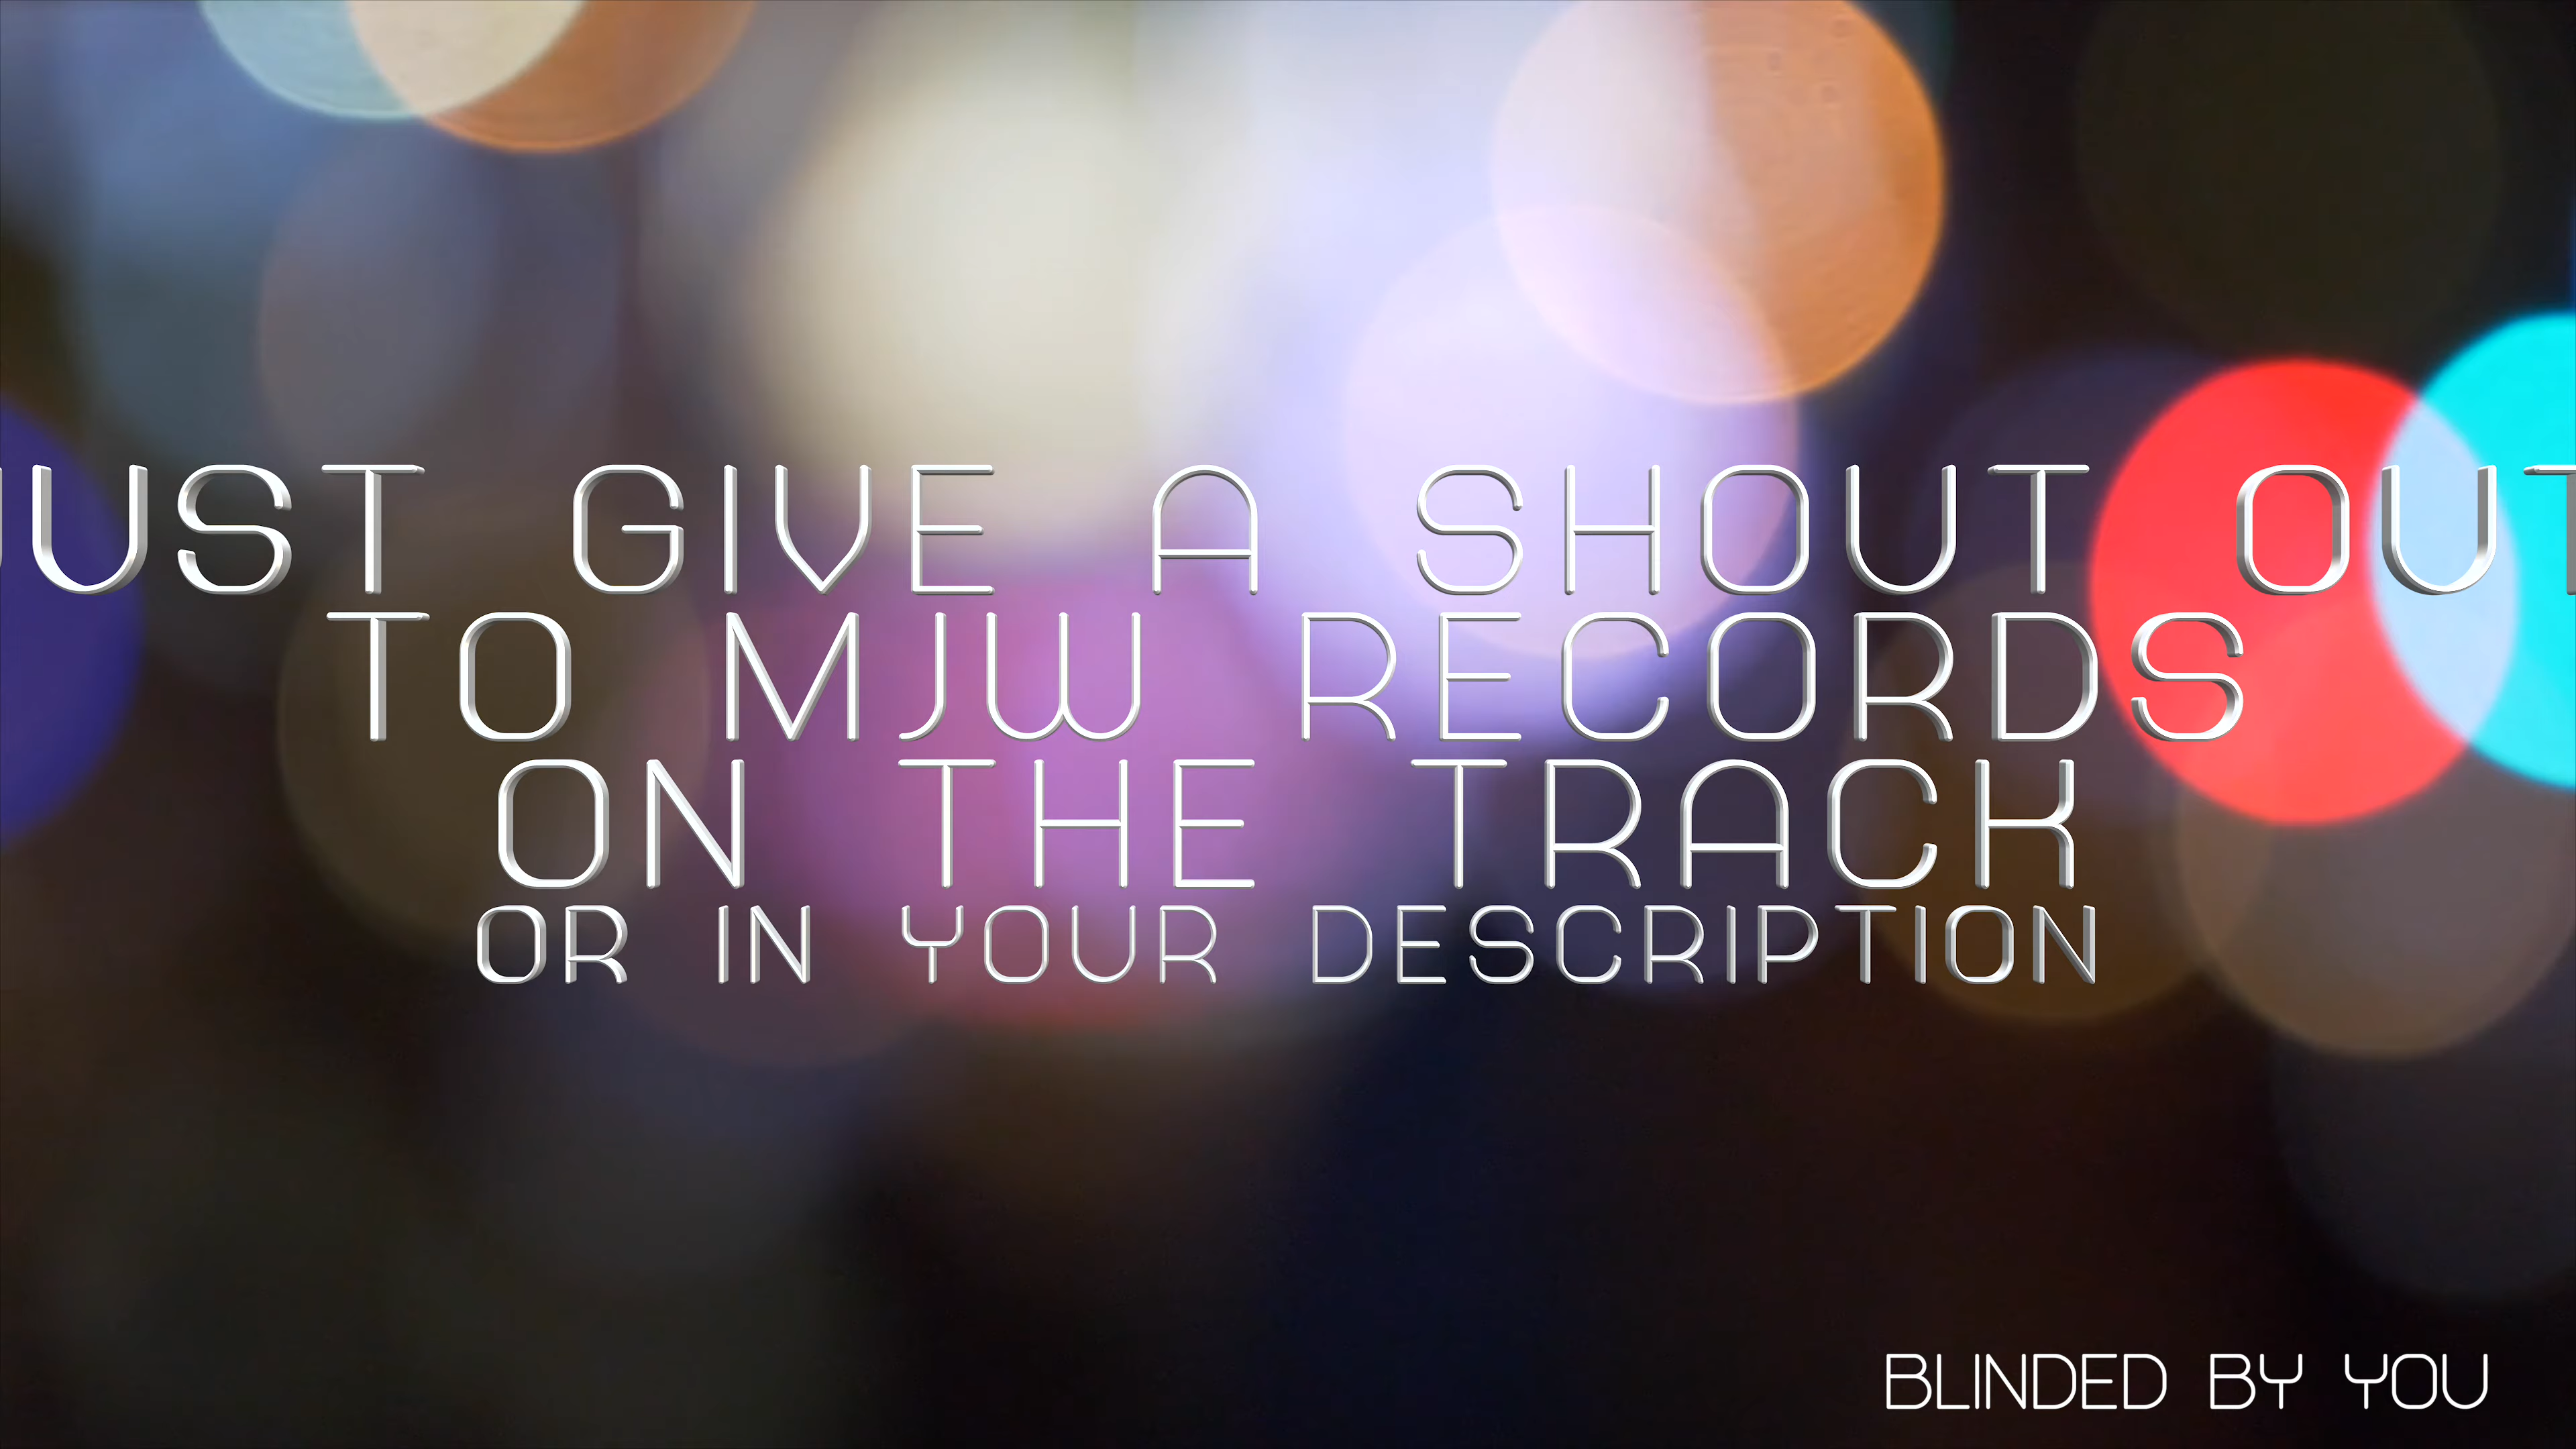 JUST GIVE A SHOUT OUT
TO MJW RECORDS
ON THE TRACK
OR IN YOUR DESCRIPTION
BLINDED BY YOU